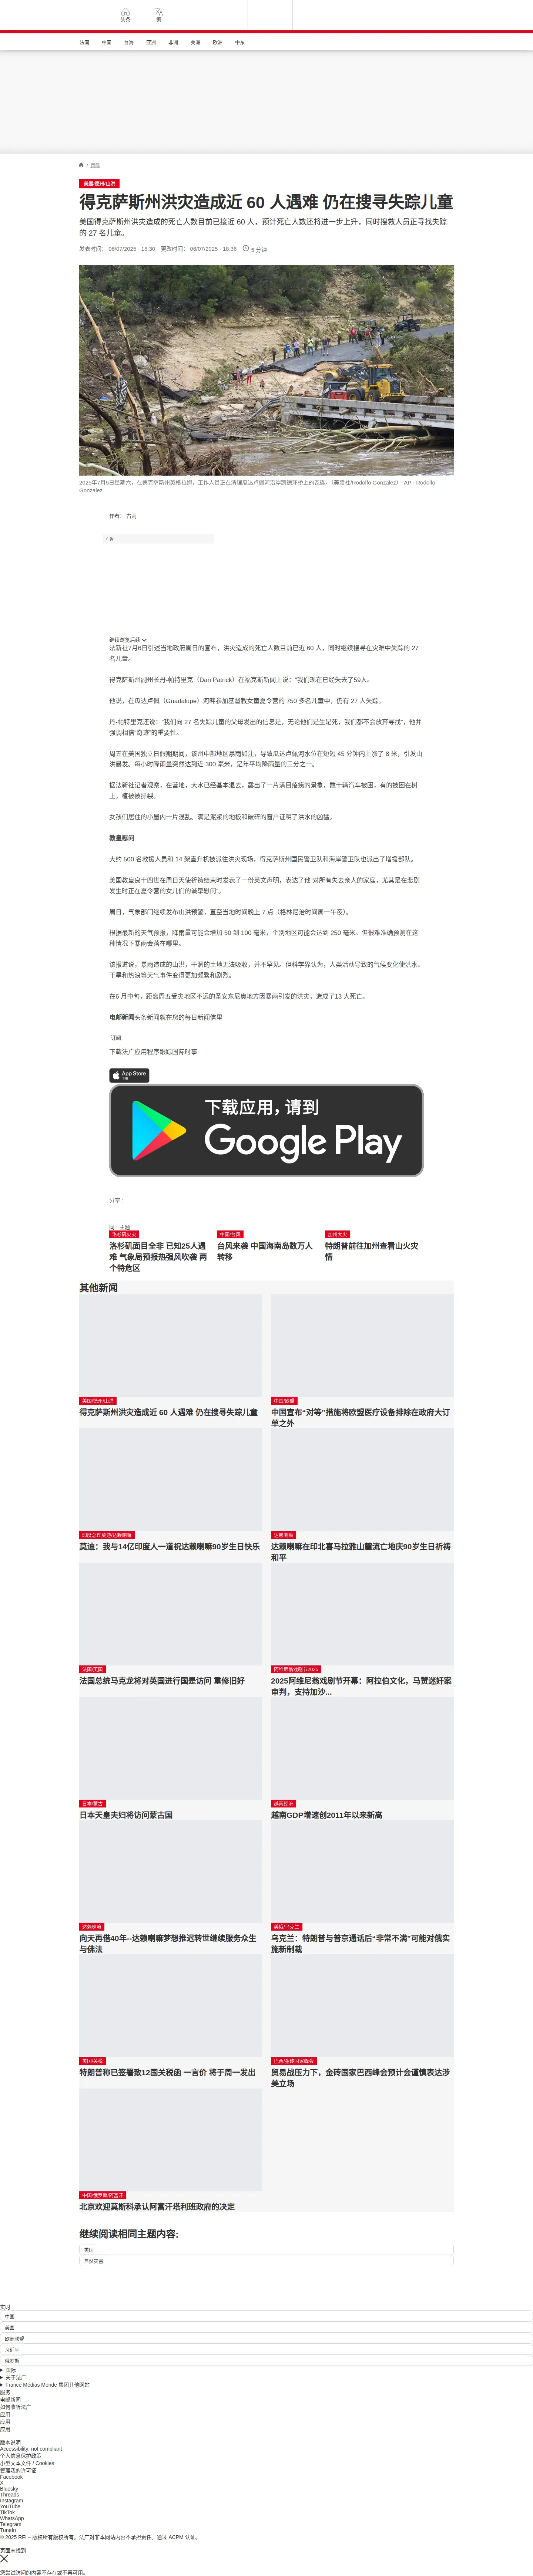 头条
繁
法国
中国
台海
亚洲
非洲
美洲
欧洲
中东
/ 国际
美国/德州/山洪
得克萨斯州洪灾造成近 60 人遇难 仍在搜寻失踪儿童
美国得克萨斯州洪灾造成的死亡人数目前已接近 60 人，预计死亡人数还将进一步上升，同时搜救人员正寻找失踪
的 27 名儿童。
发表时间： 06/07/2025 - 18:30 更改时间： 06/07/2025 - 18:36 5 分钟
2025年7月5日星期六，在德克萨斯州英格拉姆，工作人员正在清理瓜达卢佩河沿岸凯德环桥上的瓦砾。（美联社/Rodolfo Gonzalez） AP - Rodolfo
Gonzalez
作者： 古莉
广告
继续浏览后续
法新社7月6日引述当地政府周日的宣布，洪灾造成的死亡人数目前已近 60 人，同时继续搜寻在灾难中失踪的 27
名儿童。
得克萨斯州副州长丹-帕特里克（Dan Patrick）在福克斯新闻上说：“我们现在已经失去了59人。
他说，在瓜达卢佩（Guadalupe）河畔参加基督教女童夏令营的 750 多名儿童中，仍有 27 人失踪。
丹-帕特里克还说：“我们向 27 名失踪儿童的父母发出的信息是，无论他们是生是死，我们都不会放弃寻找”，他并
强调相信“奇迹”的重要性。
周五在美国独立日假期期间，该州中部地区暴雨如注，导致瓜达卢佩河水位在短短 45 分钟内上涨了 8 米，引发山
洪暴发。每小时降雨量突然达到近 300 毫米，是年平均降雨量的三分之一。
据法新社记者观察，在营地，大水已经基本退去，露出了一片满目疮痍的景象，数十辆汽车被困，有的被困在树
上，植被被撕裂。
女孩们居住的小屋内一片混乱。满是泥浆的地板和破碎的窗户证明了洪水的凶猛。
教皇慰问
大约 500 名救援人员和 14 架直升机被派往洪灾现场，得克萨斯州国民警卫队和海岸警卫队也派出了增援部队。
美国教皇良十四世在周日天使祈祷结束时发表了一份英文声明，表达了他“对所有失去亲人的家庭，尤其是在悲剧
发生时正在夏令营的女儿们的诚挚慰问”。
周日，气象部门继续发布山洪预警，直至当地时间晚上 7 点（格林尼治时间周一午夜）。
根据最新的天气预报，降雨量可能会增加 50 到 100 毫米，个别地区可能会达到 250 毫米。但很难准确预测在这
种情况下暴雨会落在哪里。
该报道说，暴雨造成的山洪，干涸的土地无法吸收，并不罕见。但科学界认为，人类活动导致的气候变化使洪水、
干旱和热浪等天气事件变得更加频繁和剧烈。
在6 月中旬，距离周五受灾地区不远的圣安东尼奥地方因暴雨引发的洪灾，造成了13 人死亡。
电邮新闻头条新闻就在您的每日新闻信里
订阅
下载法广应用程序跟踪国际时事
App Store
下载
下载应用，请到
Google Play
分享 :
同一主题
洛杉矶火灾
洛杉矶面目全非 已知25人遇
难 气象局预报热强风吹袭 两
个特危区
中国/台风
台风来袭 中国海南岛数万人
转移
加州大火
特朗普前往加州查看山火灾
情
其他新闻
美国/德州/山洪
得克萨斯州洪灾造成近 60 人遇难 仍在搜寻失踪儿童
中国/欧盟
中国宣布“对等”措施将欧盟医疗设备排除在政府大订
单之外
印度总理莫迪/达赖喇嘛
莫迪：我与14亿印度人一道祝达赖喇嘛90岁生日快乐
达赖喇嘛
达赖喇嘛在印北喜马拉雅山麓流亡地庆90岁生日祈祷
和平
法国/英国
法国总统马克龙将对英国进行国是访问 重修旧好
阿维尼翁戏剧节2025
2025阿维尼翁戏剧节开幕：阿拉伯文化，马赞迷奸案
审判，支持加沙...
日本/蒙古
日本天皇夫妇将访问蒙古国
越南经济
越南GDP增速创2011年以来新高
达赖喇嘛
向天再借40年--达赖喇嘛梦想推迟转世继续服务众生
与佛法
美俄/乌克兰
乌克兰：特朗普与普京通话后“非常不满”可能对俄实
施新制裁
美国/关税
特朗普称已签署致12国关税函 一言价 将于周一发出
巴西/金砖国家峰会
贸易战压力下，金砖国家巴西峰会预计会谨慎表达涉
美立场
中国/俄罗斯/阿富汗
北京欢迎莫斯科承认阿富汗塔利班政府的决定
继续阅读相同主题内容:
美国
自然灾害
实时
中国
美国
欧洲联盟
习近平
俄罗斯
国际
关于法广
France Médias Monde 集团其他网站
服务
电邮新闻
如何收听法广
应用
应用
应用
版本说明
Accessibility: not compliant
个人信息保护政策
小型文本文件 / Cookies
管理我的许可证
Facebook
X
Bluesky
Threads
Instagram
YouTube
TikTok
WhatsApp
Telegram
TuneIn
© 2025 RFI – 版权所有版权所有。法广对非本网站内容不承担责任。通过 ACPM 认证。
页面未找到
您尝试访问的内容不存在或不再可用。